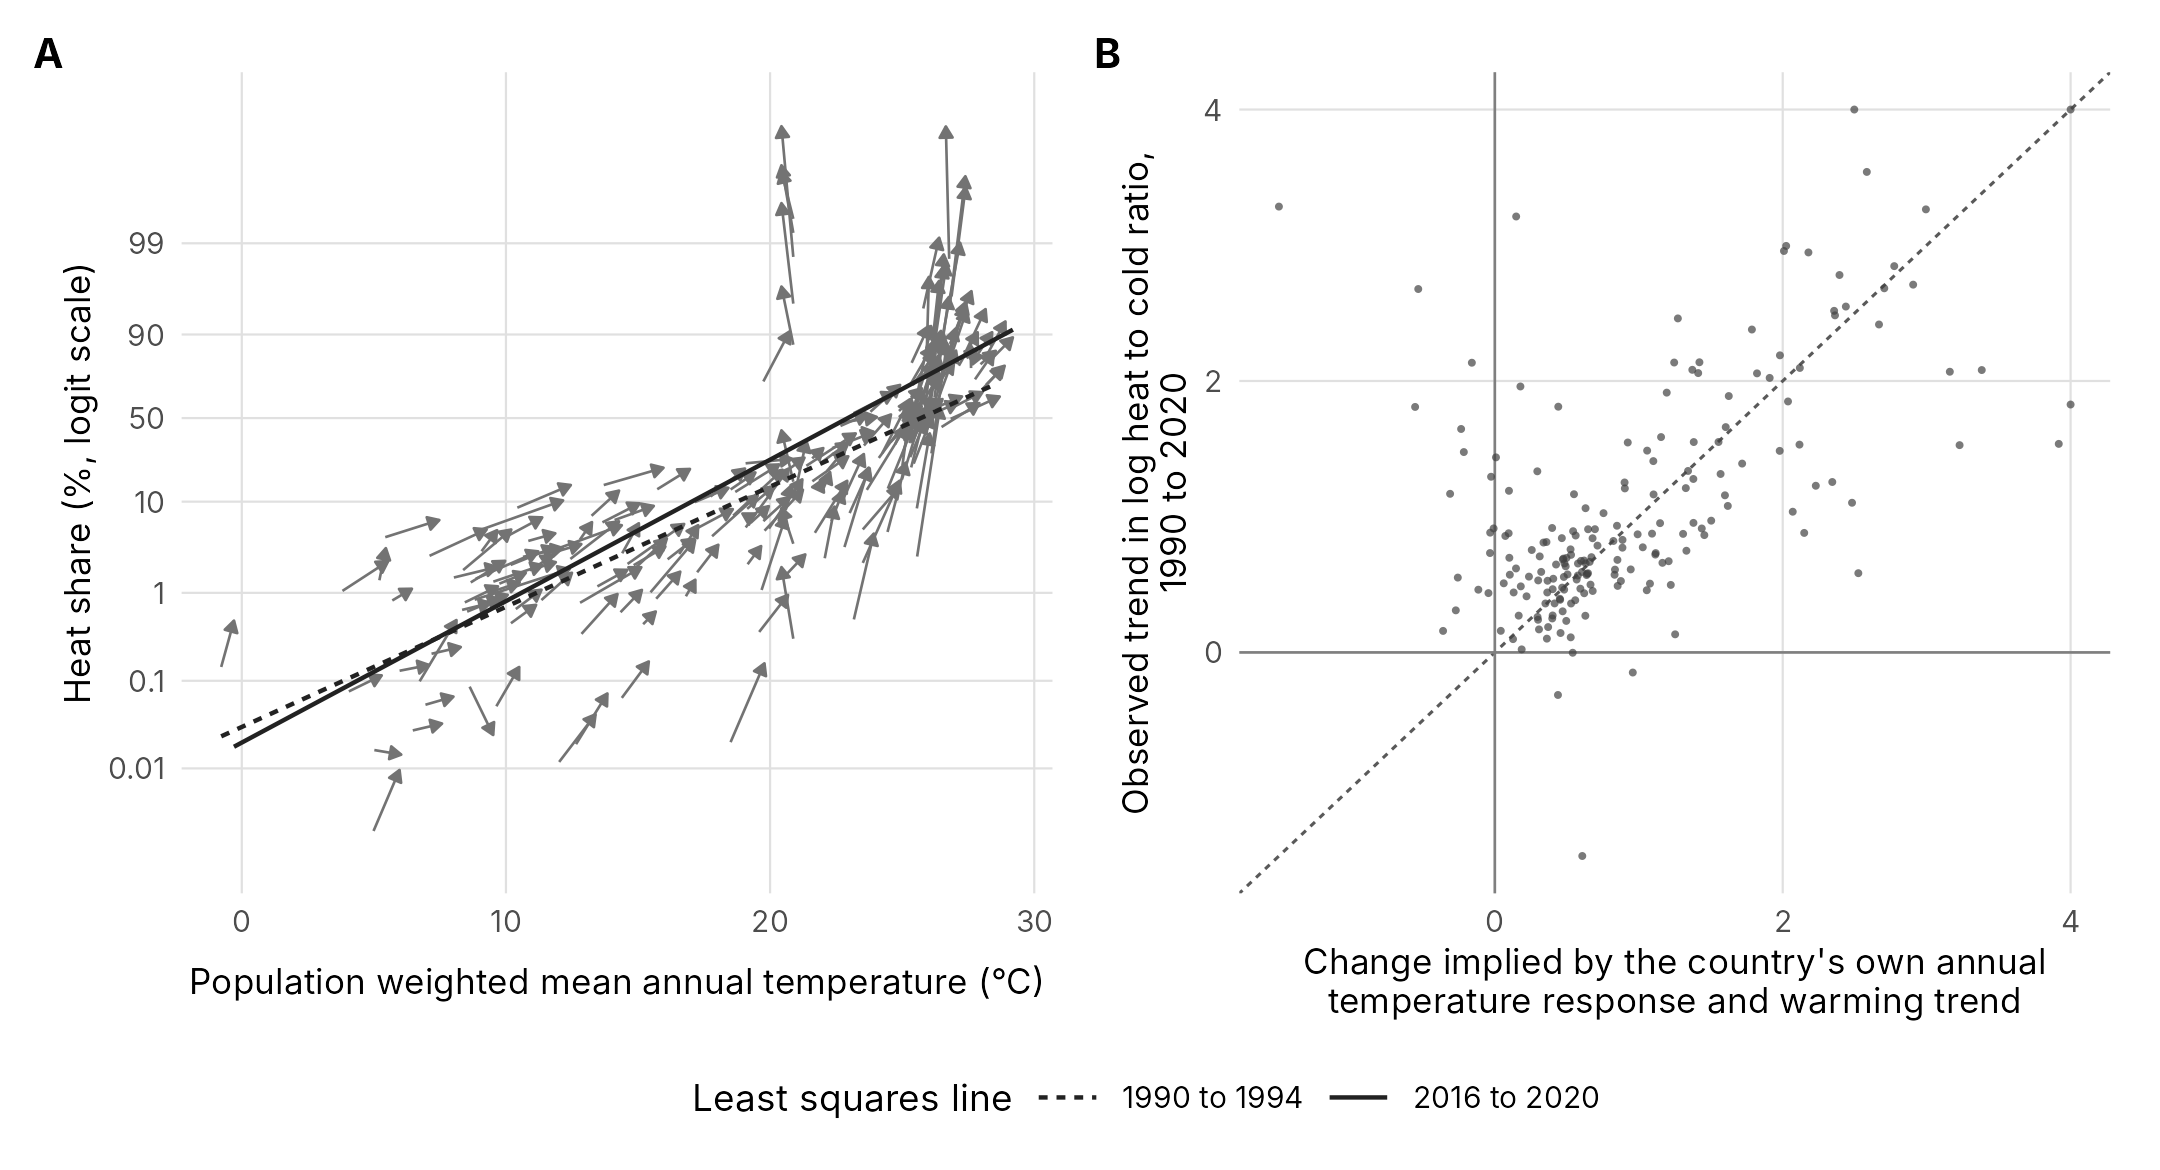 A
Heat share (%, logit scale)
99
90
50
10
1
0.1
0.01
0
10
20
30
Population weighted mean annual temperature (°C)
B
Observed trend in log heat to cold ratio,
1990 to 2020
4
2
0
0
2
4
Change implied by the country's own annual
temperature response and warming trend
Least squares line
1990 to 1994
2016 to 2020